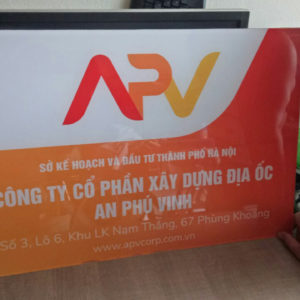 APV
SỞ KẾ HOẠCH VÀ ĐẦU TƯ THÀNH PHỐ HÀ NỘI
CÔNG TY CỔ PHẦN XÂY DỰNG ĐỊA ỐC
AN PHÚ VINH
Số 3, Lô 6, Khu LK Nam Thắng, 67 Phùng Khoang
www.apvcorp.com.vn